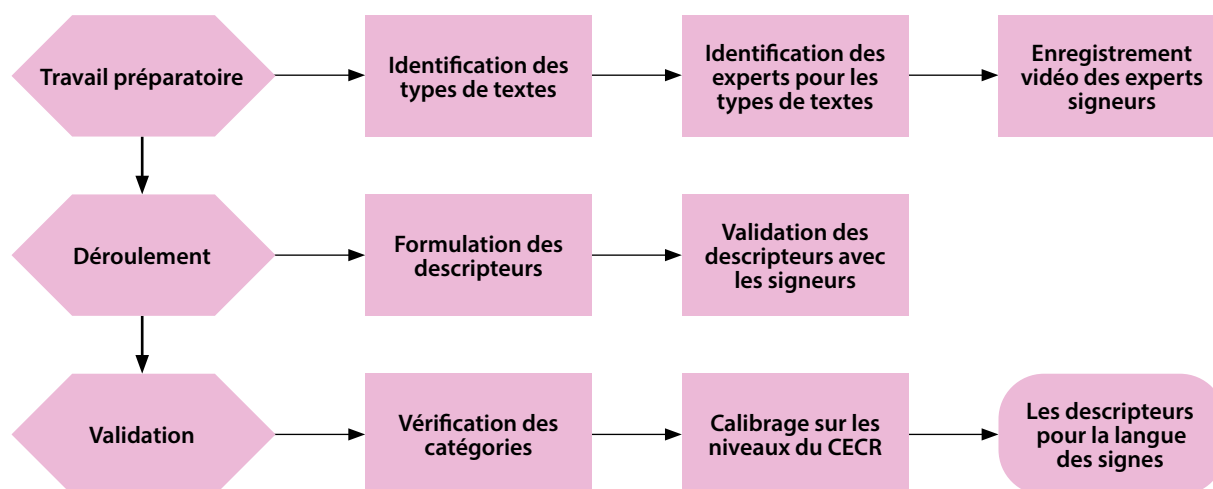 Travail préparatoire
Identification des
types de textes
Identification des
experts pour les
types de textes
Enregistrement
vidéo des experts
signeurs
Déroulement
Formulation des
descripteurs
Validation des
descripteurs avec
les signeurs
Validation
Vérification des
catégories
Calibrage sur les
niveaux du CECR
Les descripteurs
pour la langue
des signes